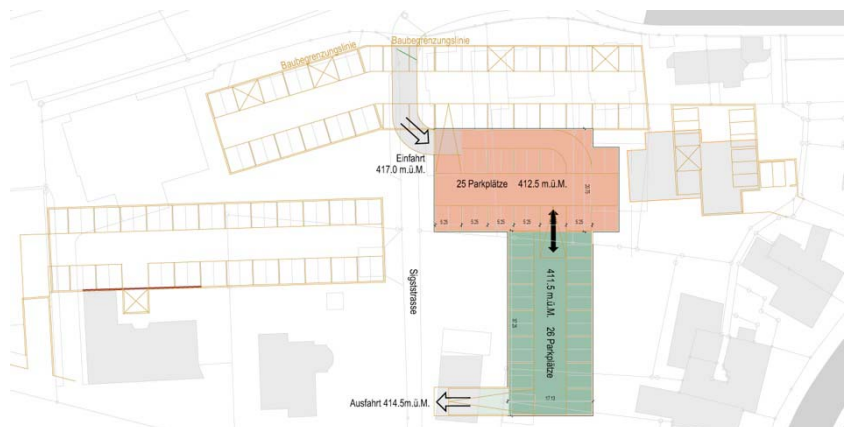 Baubegrenzungslinie
Baubegrenzungslinie
Einfahrt
417.0 m.ü.M.
25 Parkplätze 412.5 m.ü.M.
Sigststrasse
411.5 m.ü.M. 26 Parkplätze
Ausfahrt 414.5m.ü.M.